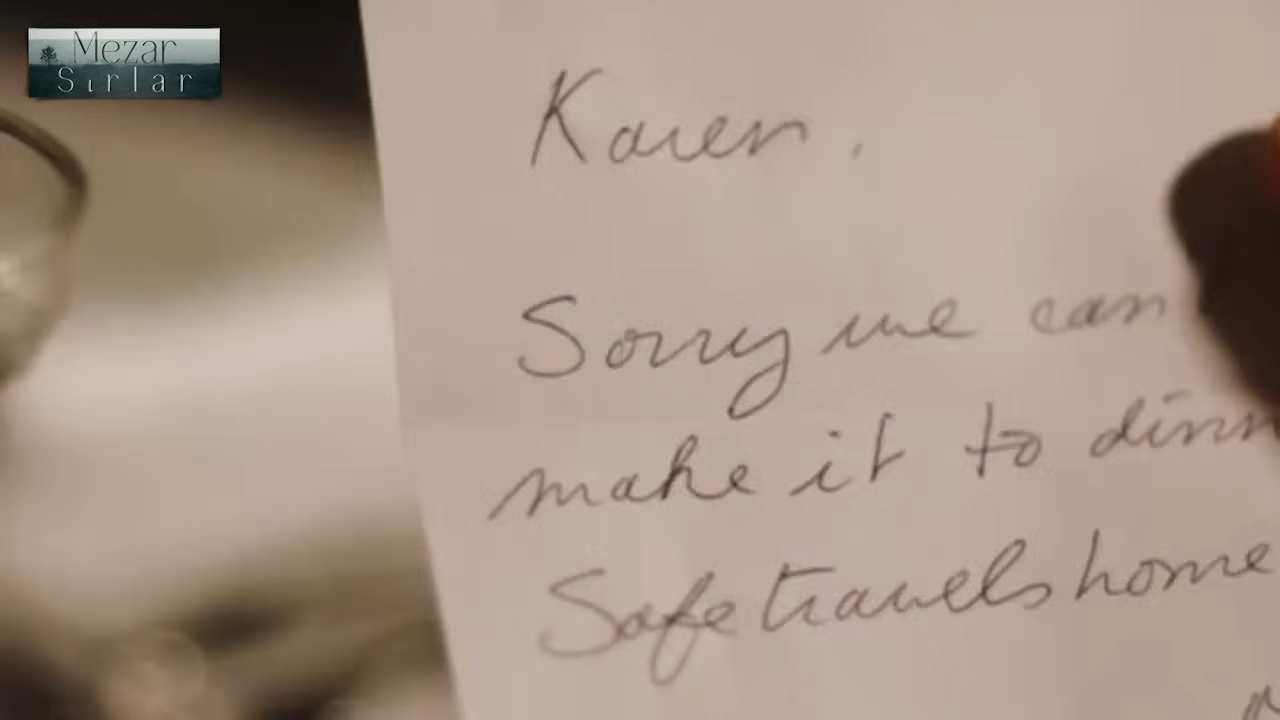 Mezar
Sırlar
Karen.
Sorry we can
make it to dinn
Safe travels home